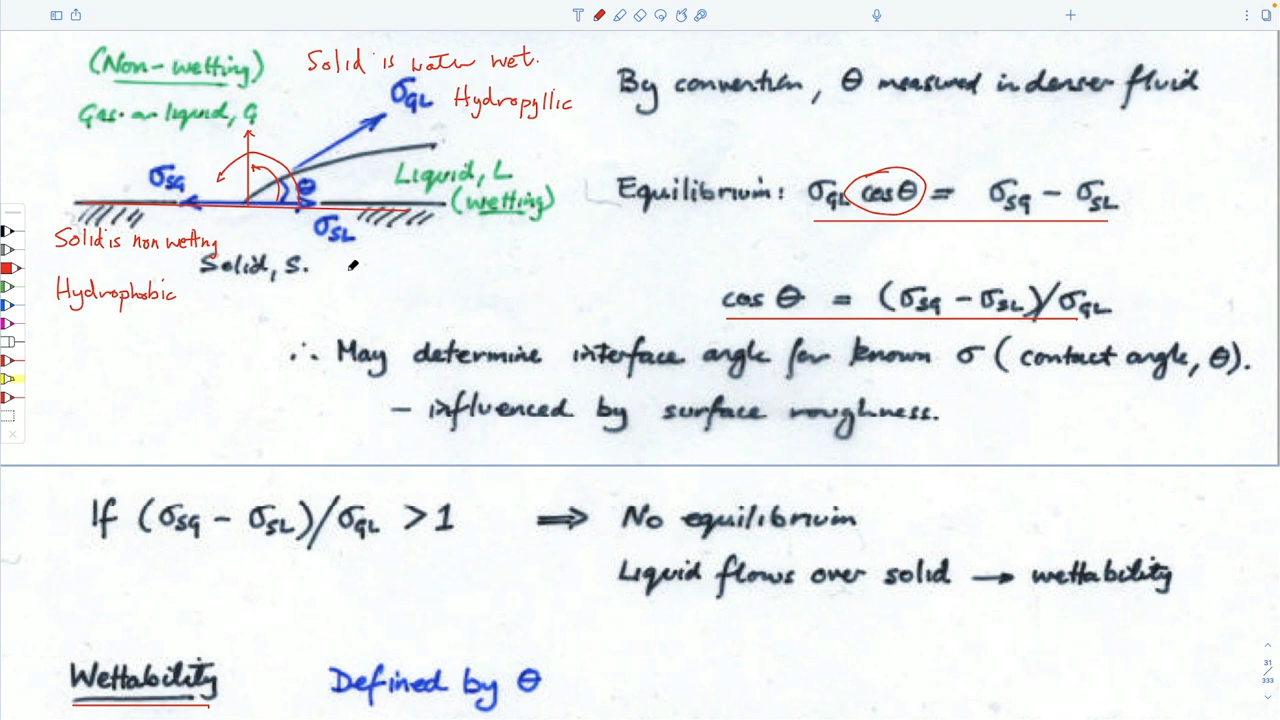 (Non-wetting)
Gas or liquid, G
Solid is water wet.
σGL Hydropyllic
σSG
θ
Liquid, L
(wetting)
σSL
Solid is non wetting
Solid, S.
Hydrophobic
By convention, θ measured in denser fluid
Equilibrium: σGL cosθ = σSG - σSL
cos θ = (σSG - σSL)/σGL
∴ May determine interface angle for known σ (contact angle, θ).
- influenced by surface roughness.
If (σSG - σSL)/σGL > 1 ⇒ No equilibrium
Liquid flows over solid → wettability
Wettability Defined by θ
31
333